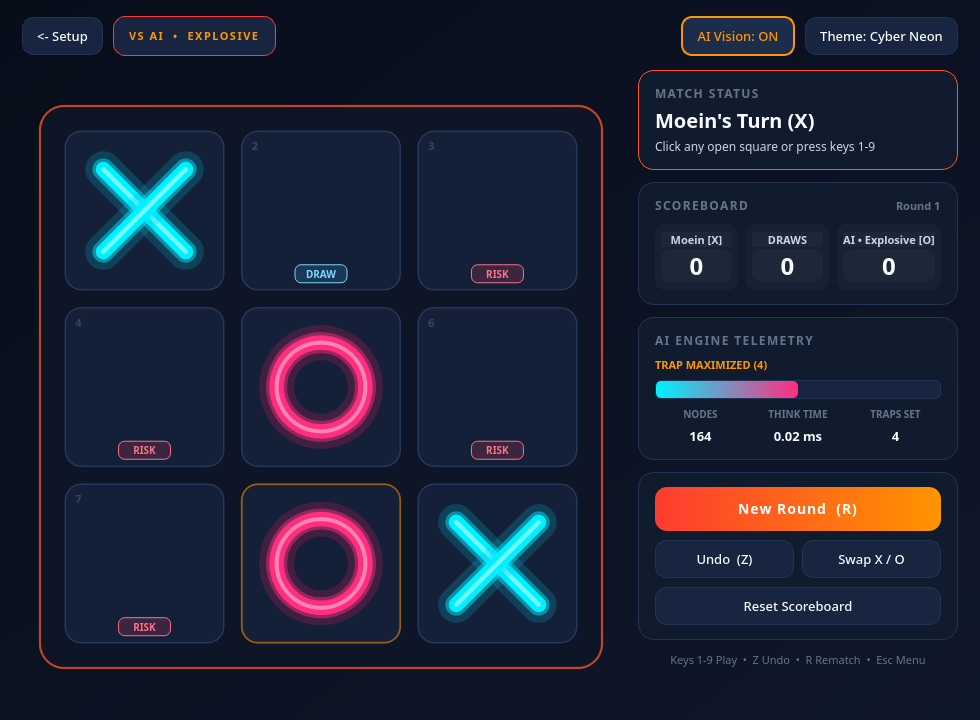 <- Setup
VS AI • EXPLOSIVE
AI Vision: ON
Theme: Cyber Neon
2
DRAW
3
RISK
4
RISK
6
RISK
7
RISK
MATCH STATUS
Moein's Turn (X)
Click any open square or press keys 1-9
SCOREBOARD
Round 1
Moein [X]
DRAWS
AI • Explosive [O]
0
0
0
AI ENGINE TELEMETRY
TRAP MAXIMIZED (4)
NODES
THINK TIME
TRAPS SET
164
0.02 ms
4
New Round (R)
Undo (Z)
Swap X / O
Reset Scoreboard
Keys 1-9 Play • Z Undo • R Rematch • Esc Menu